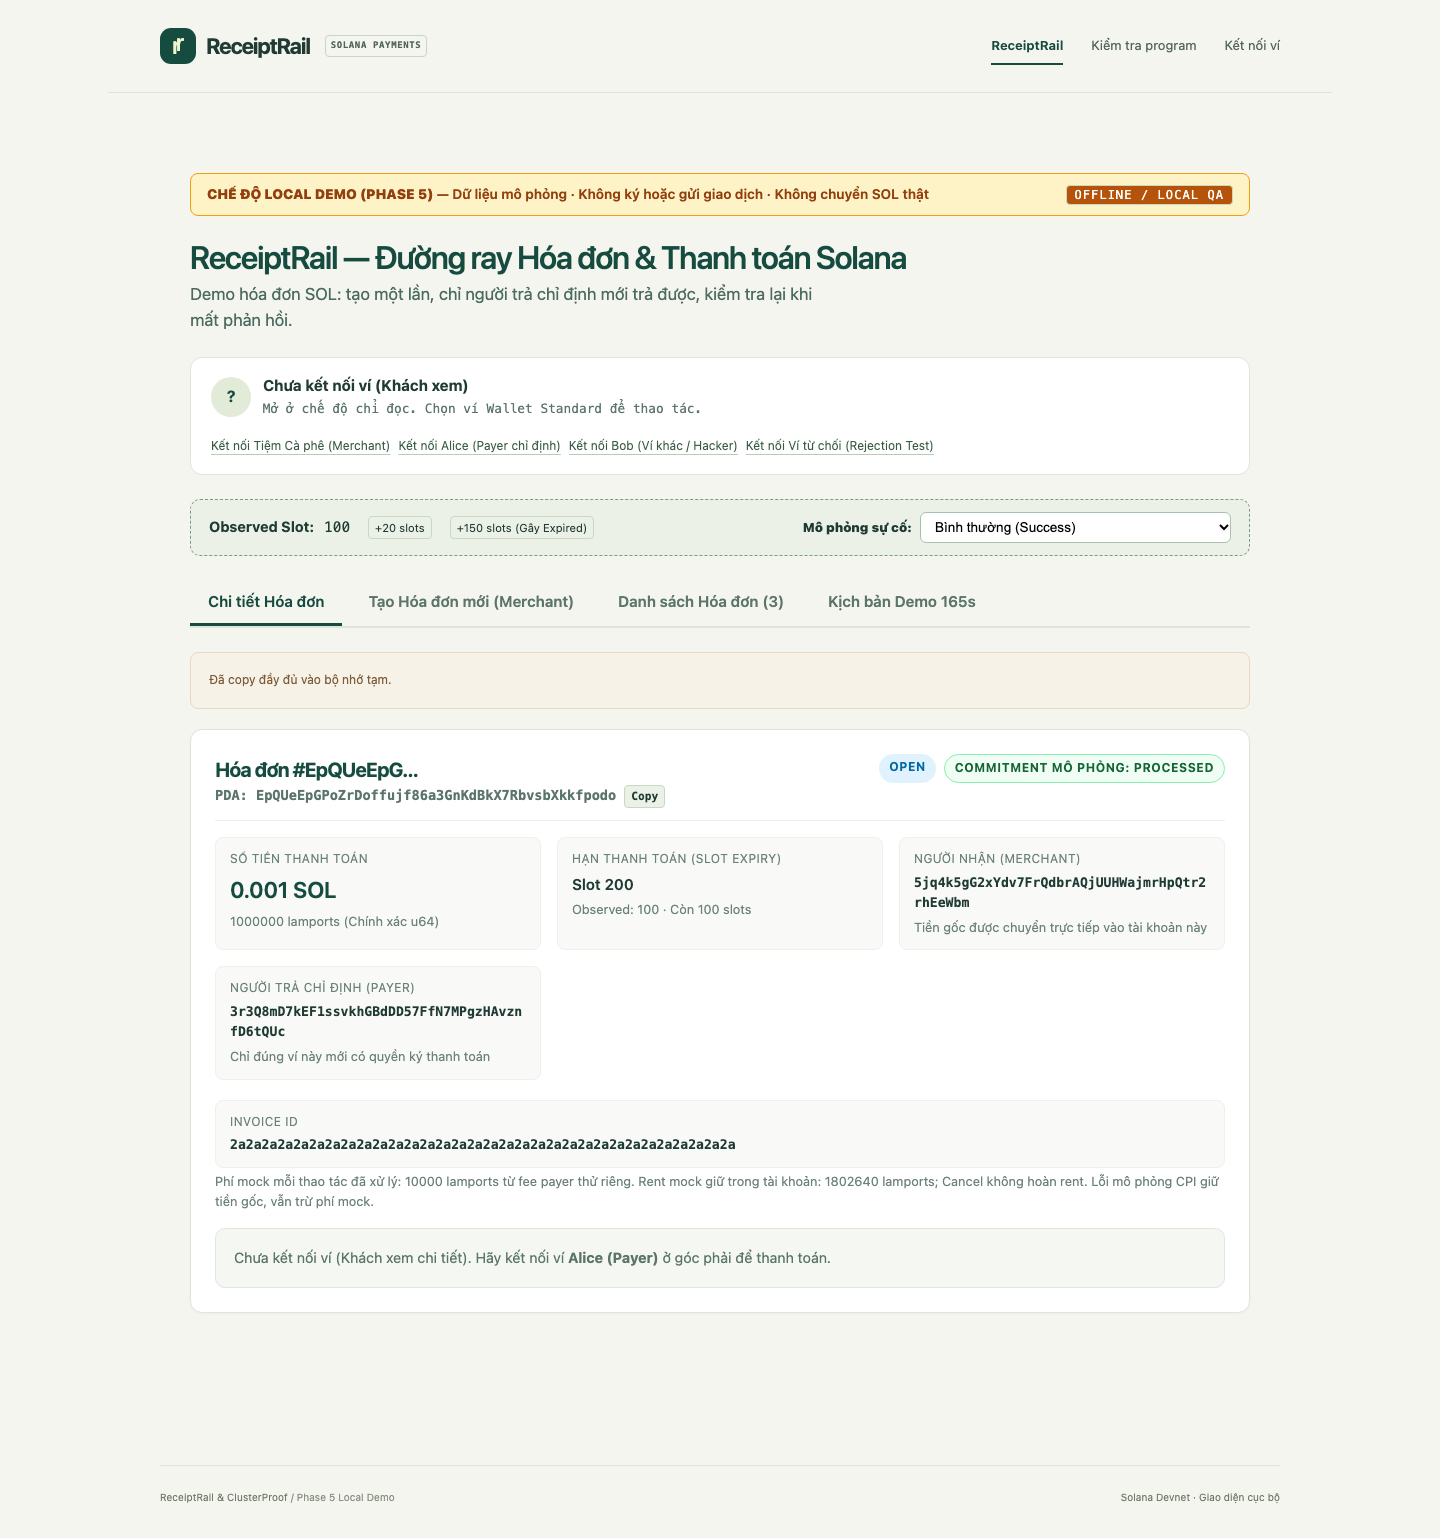 ReceiptRail SOLANA PAYMENTS ReceiptRail Kiểm tra program Kết nối ví
CHẾ ĐỘ LOCAL DEMO (PHASE 5) — Dữ liệu mô phỏng · Không ký hoặc gửi giao dịch · Không chuyển SOL thật OFFLINE / LOCAL QA
ReceiptRail — Đường ray Hóa đơn & Thanh toán Solana
Demo hóa đơn SOL: tạo một lần, chỉ người trả chỉ định mới trả được, kiểm tra lại khi
mất phản hồi.
?
Chưa kết nối ví (Khách xem)
Mở ở chế độ chỉ đọc. Chọn ví Wallet Standard để thao tác.
Kết nối Tiệm Cà phê (Merchant) Kết nối Alice (Payer chỉ định) Kết nối Bob (Ví khác / Hacker) Kết nối Ví từ chối (Rejection Test)
Observed Slot: 100 +20 slots +150 slots (Gây Expired) Mô phỏng sự cố: Bình thường (Success)
Chi tiết Hóa đơn Tạo Hóa đơn mới (Merchant) Danh sách Hóa đơn (3) Kịch bản Demo 165s
Đã copy đầy đủ vào bộ nhớ tạm.
Hóa đơn #EpQUeEpG... OPEN COMMITMENT MÔ PHỎNG: PROCESSED
PDA: EpQUeEpGPoZrDoffujf86a3GnKdBkX7RbvsbXkkfpodo Copy
SỐ TIỀN THANH TOÁN
0.001 SOL
1000000 lamports (Chính xác u64)
HẠN THANH TOÁN (SLOT EXPIRY)
Slot 200
Observed: 100 · Còn 100 slots
NGƯỜI NHẬN (MERCHANT)
5jq4k5gG2xYdv7FrQdbrAQjUUHWajmrHpQtr2
rhEeWbm
Tiền gốc được chuyển trực tiếp vào tài khoản này
NGƯỜI TRẢ CHỈ ĐỊNH (PAYER)
3r3Q8mD7kEF1ssvkhGBdDD57FfN7MPgzHAvzn
fD6tQUc
Chỉ đúng ví này mới có quyền ký thanh toán
INVOICE ID
2a2a2a2a2a2a2a2a2a2a2a2a2a2a2a2a2a2a2a2a2a2a2a2a2a2a2a2a2a2a2a2a
Phí mock mỗi thao tác đã xử lý: 10000 lamports từ fee payer thử riêng. Rent mock giữ trong tài khoản: 1802640 lamports; Cancel không hoàn rent. Lỗi mô phỏng CPI giữ
tiền gốc, vẫn trừ phí mock.
Chưa kết nối ví (Khách xem chi tiết). Hãy kết nối ví Alice (Payer) ở góc phải để thanh toán.
ReceiptRail & ClusterProof / Phase 5 Local Demo Solana Devnet · Giao diện cục bộ